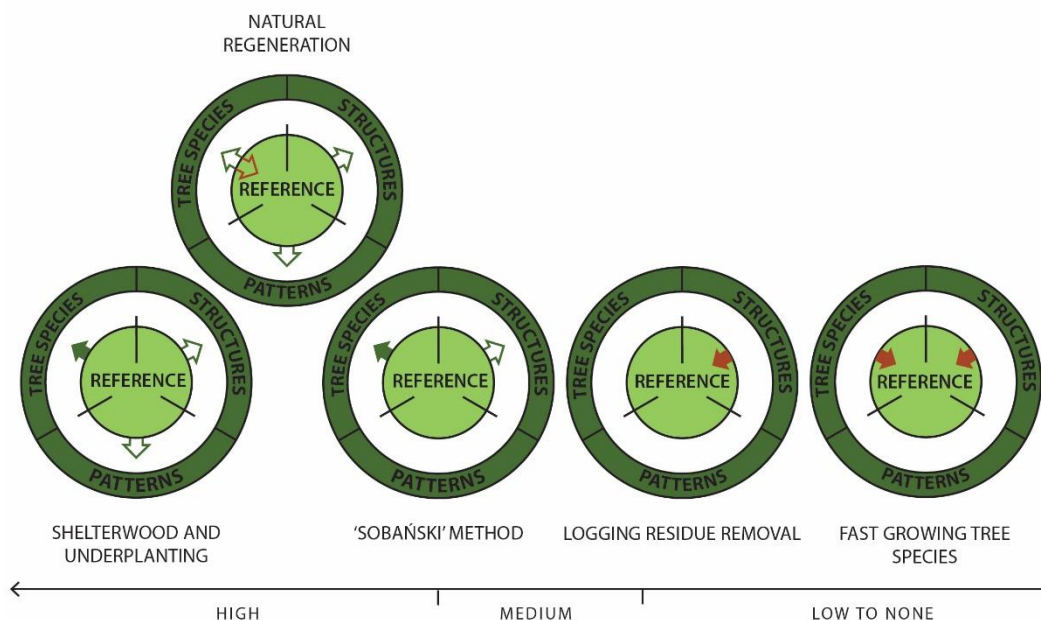 NATURAL
REGENERATION
TREE SPECIES
STRUCTURES
REFERENCE
PATTERNS
TREE SPECIES
STRUCTURES
REFERENCE
PATTERNS
TREE SPECIES
STRUCTURES
REFERENCE
PATTERNS
TREE SPECIES
STRUCTURES
REFERENCE
PATTERNS
TREE SPECIES
STRUCTURES
REFERENCE
PATTERNS
SHELTERWOOD AND
UNDERPLANTING
‘SOBAŃSKI’ METHOD
LOGGING RESIDUE REMOVAL
FAST GROWING TREE
SPECIES
HIGH
MEDIUM
LOW TO NONE